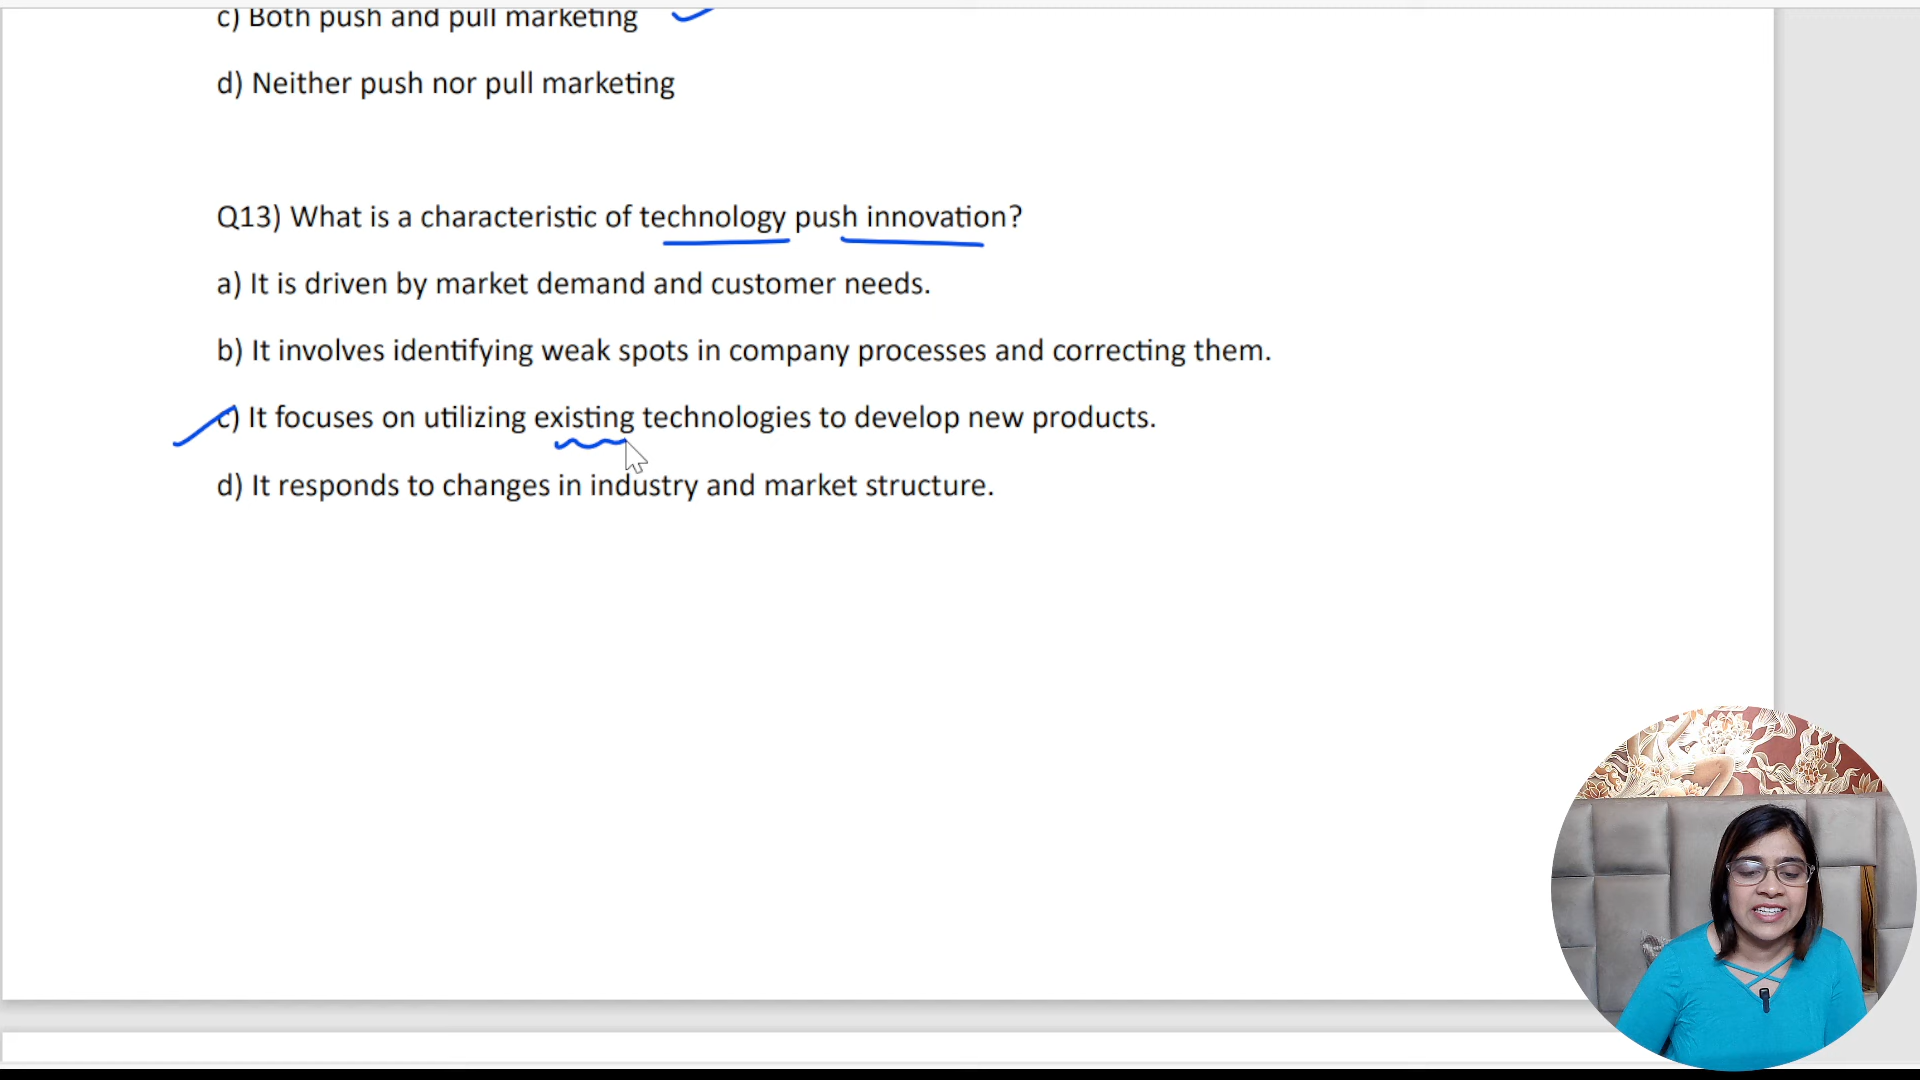 c) Both push and pull marketing
d) Neither push nor pull marketing
Q13) What is a characteristic of technology push innovation?
a) It is driven by market demand and customer needs.
b) It involves identifying weak spots in company processes and correcting them.
c) It focuses on utilizing existing technologies to develop new products.
d) It responds to changes in industry and market structure.